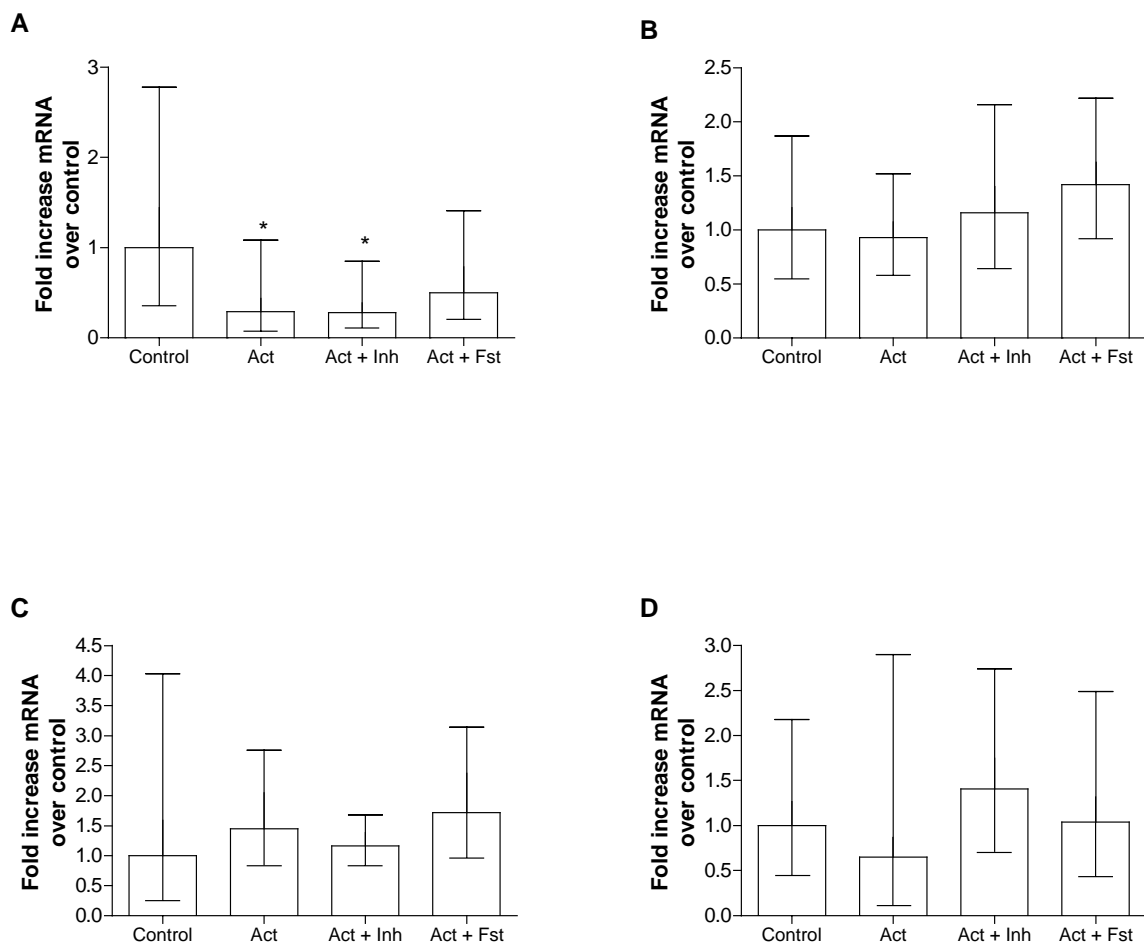 A
Fold increase mRNA
over control
3
2
1
0
*
*
Control Act Act + Inh Act + Fst
B
Fold increase mRNA
over control
2.5
2.0
1.5
1.0
0.5
0.0
Control Act Act + Inh Act + Fst
C
Fold increase mRNA
over control
4.5
4.0
3.5
3.0
2.5
2.0
1.5
1.0
0.5
0.0
Control Act Act + Inh Act + Fst
D
Fold increase mRNA
over control
3.0
2.5
2.0
1.5
1.0
0.5
0.0
Control Act Act + Inh Act + Fst